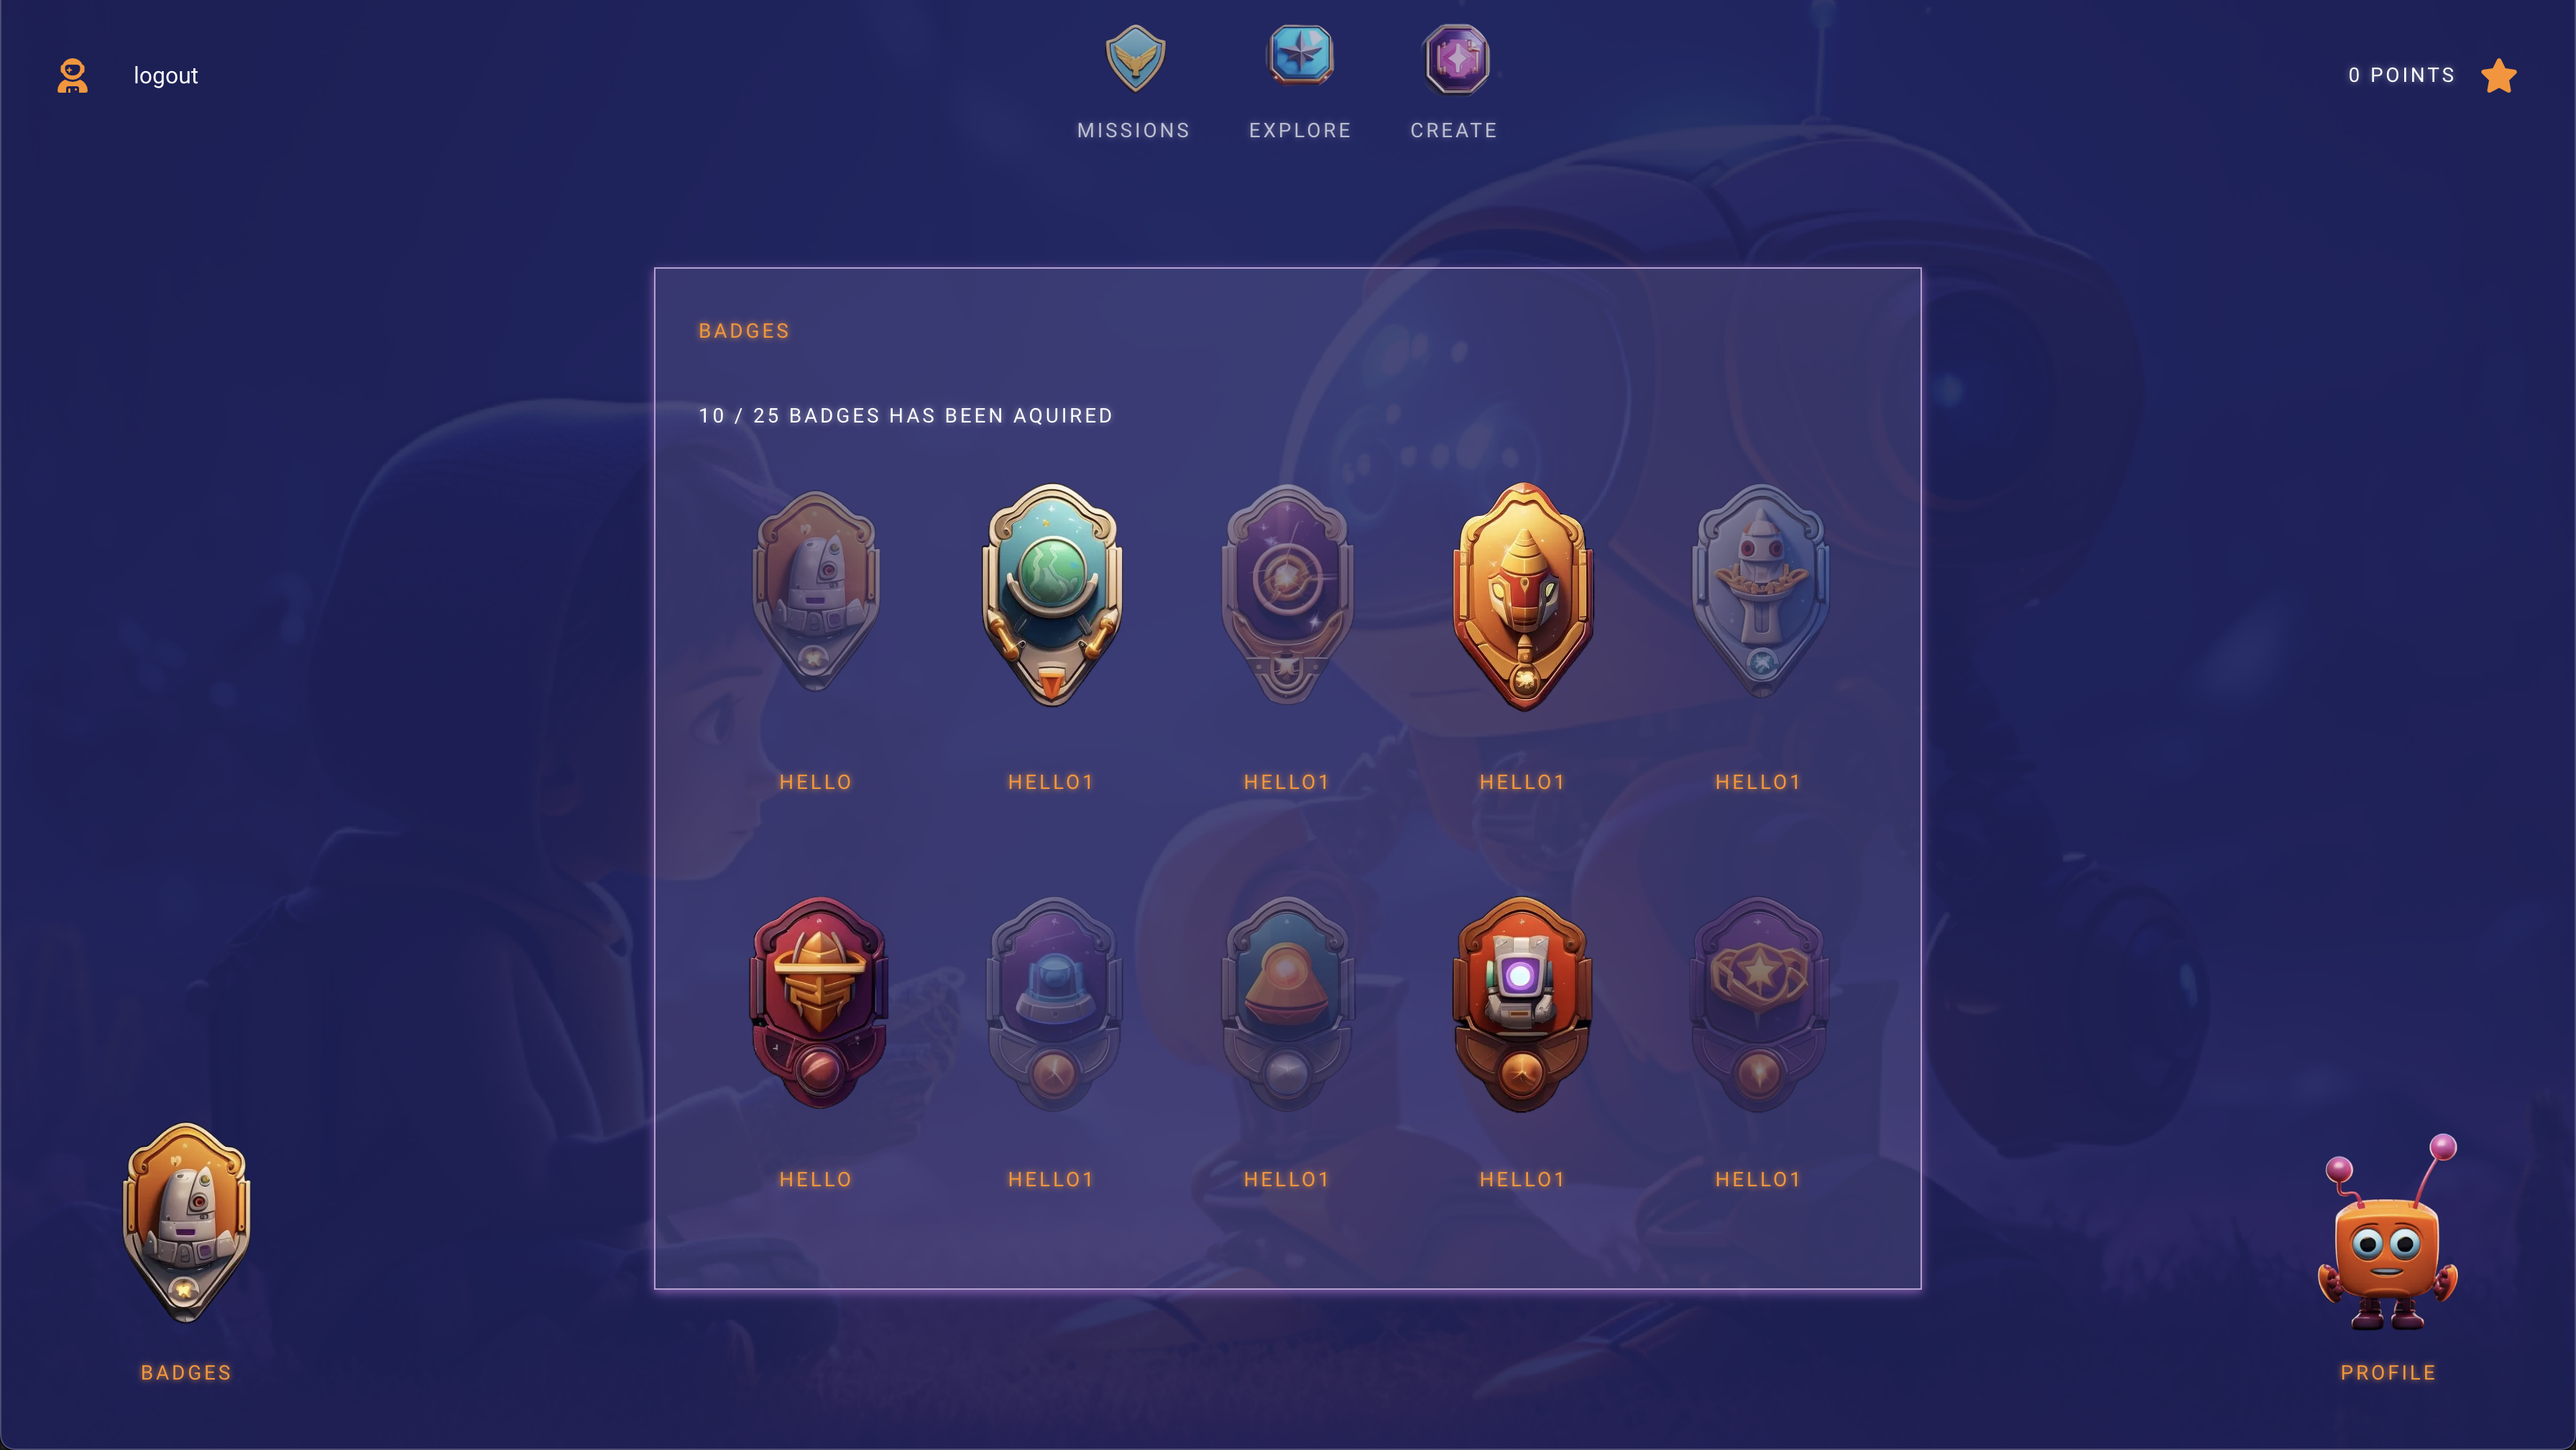 logout
MISSIONS
EXPLORE
CREATE
0 POINTS
BADGES
10 / 25 BADGES HAS BEEN AQUIRED
HELLO
HELLO1
HELLO1
HELLO1
HELLO1
HELLO
HELLO1
HELLO1
HELLO1
HELLO1
BADGES
PROFILE